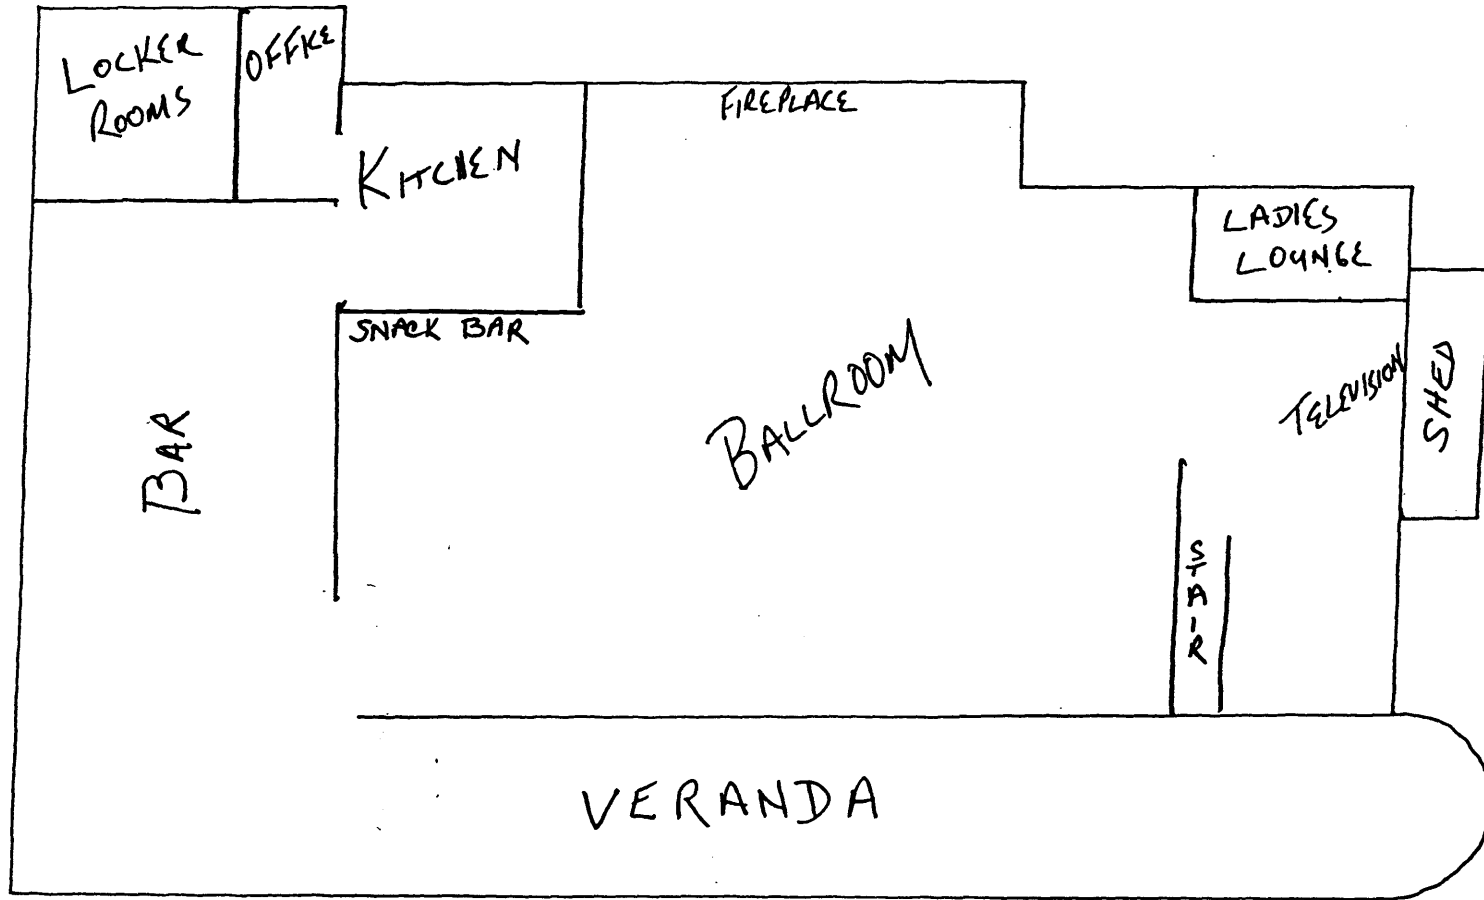 LOCKER
ROOMS
OFFICE
KITCHEN
FIREPLACE
LADIES
LOUNGE
SNACK BAR
BALLROOM
TELEVISION
SHED
BAR
STAIR
VERANDA